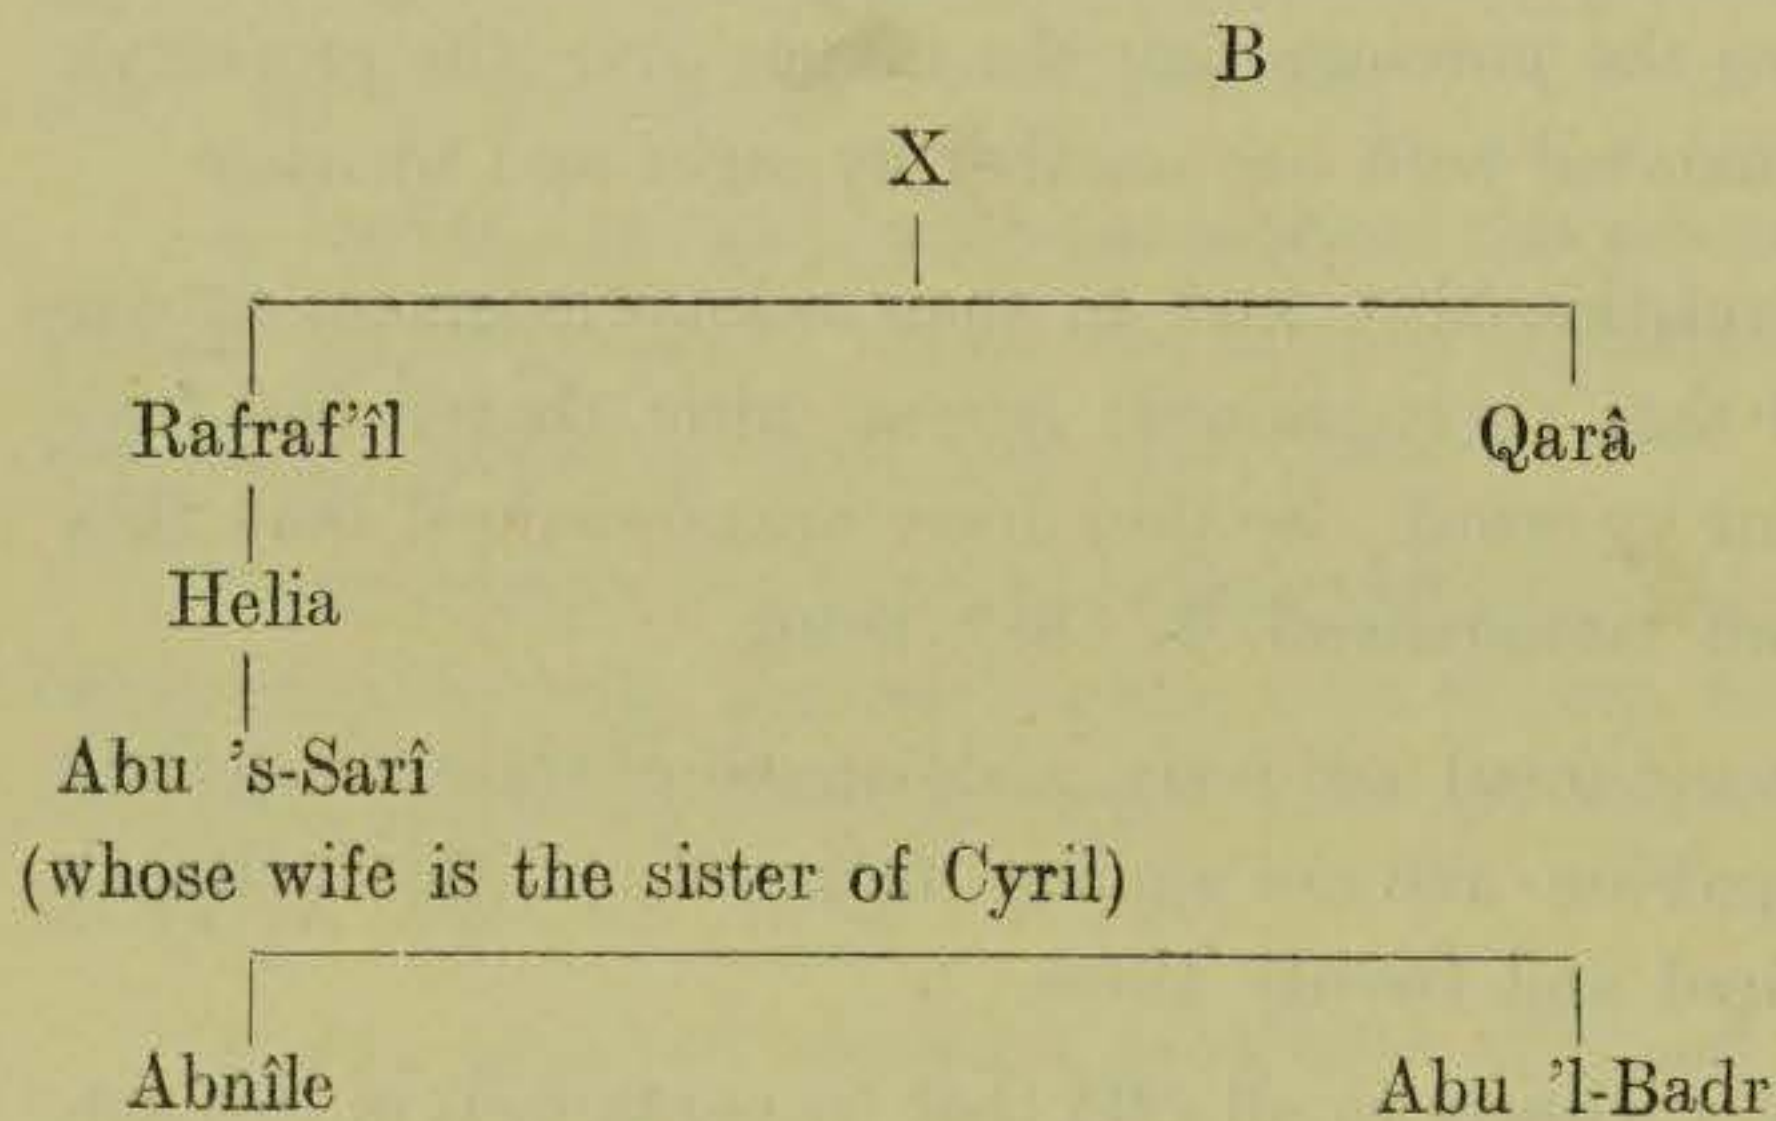 B
X
Rafraf’îl Qarâ
Helia
Abu ’s-Sarî
(whose wife is the sister of Cyril)
Abnîle Abu ’l-Badr